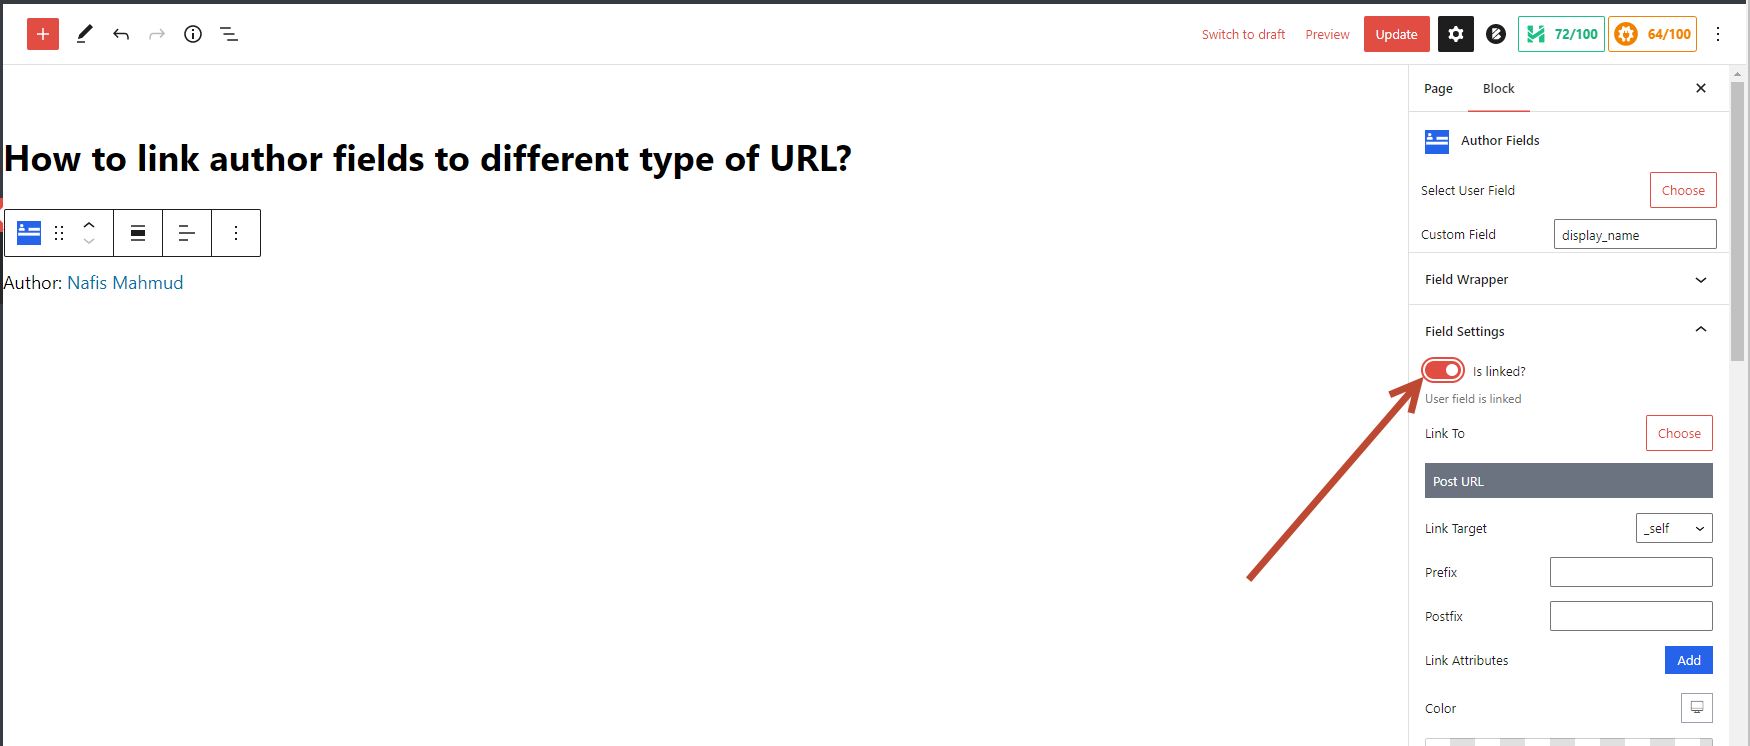 Switch to draft Preview Update 72/100 64/100
Page Block
How to link author fields to different type of URL?
Author: Nafis Mahmud
Author Fields
Select User Field Choose
Custom Field display_name
Field Wrapper
Field Settings
Is linked?
User field is linked
Link To Choose
Post URL
Link Target _self
Prefix
Postfix
Link Attributes Add
Color